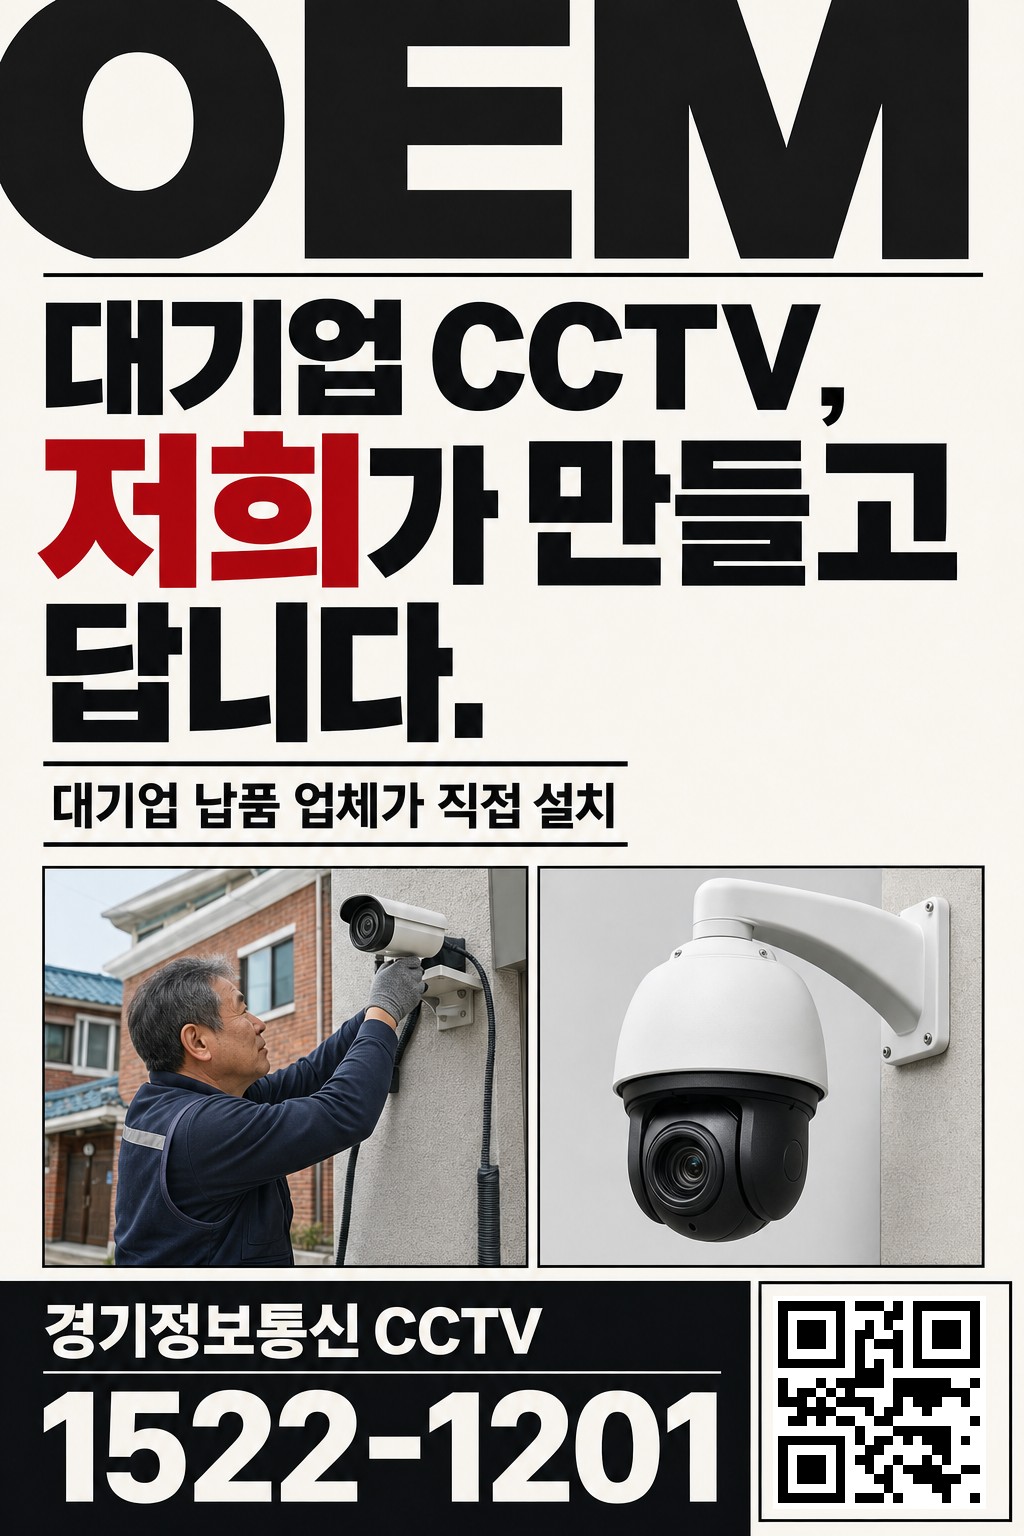 OEM
대기업 CCTV,
저희가 만들고
답니다.
대기업 납품 업체가 직접 설치
경기정보통신 CCTV
1522-1201